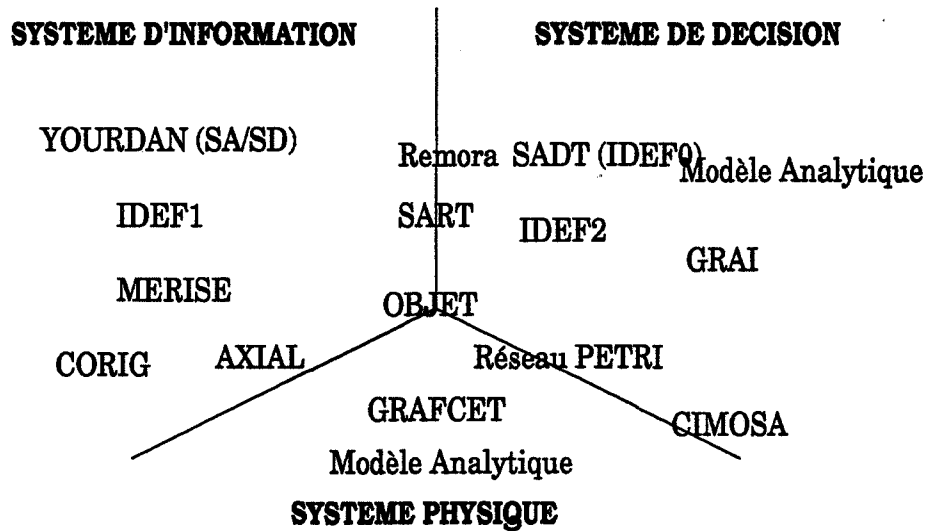 SYSTEME D'INFORMATION
SYSTEME DE DECISION
YOURDAN (SA/SD)
Remora
SADT (IDEF0)
Modèle Analytique
IDEF1
SART
IDEF2
GRAI
MERISE
OBJET
CORIG
AXIAL
Réseau PETRI
GRAFCET
CIMOSA
Modèle Analytique
SYSTEME PHYSIQUE